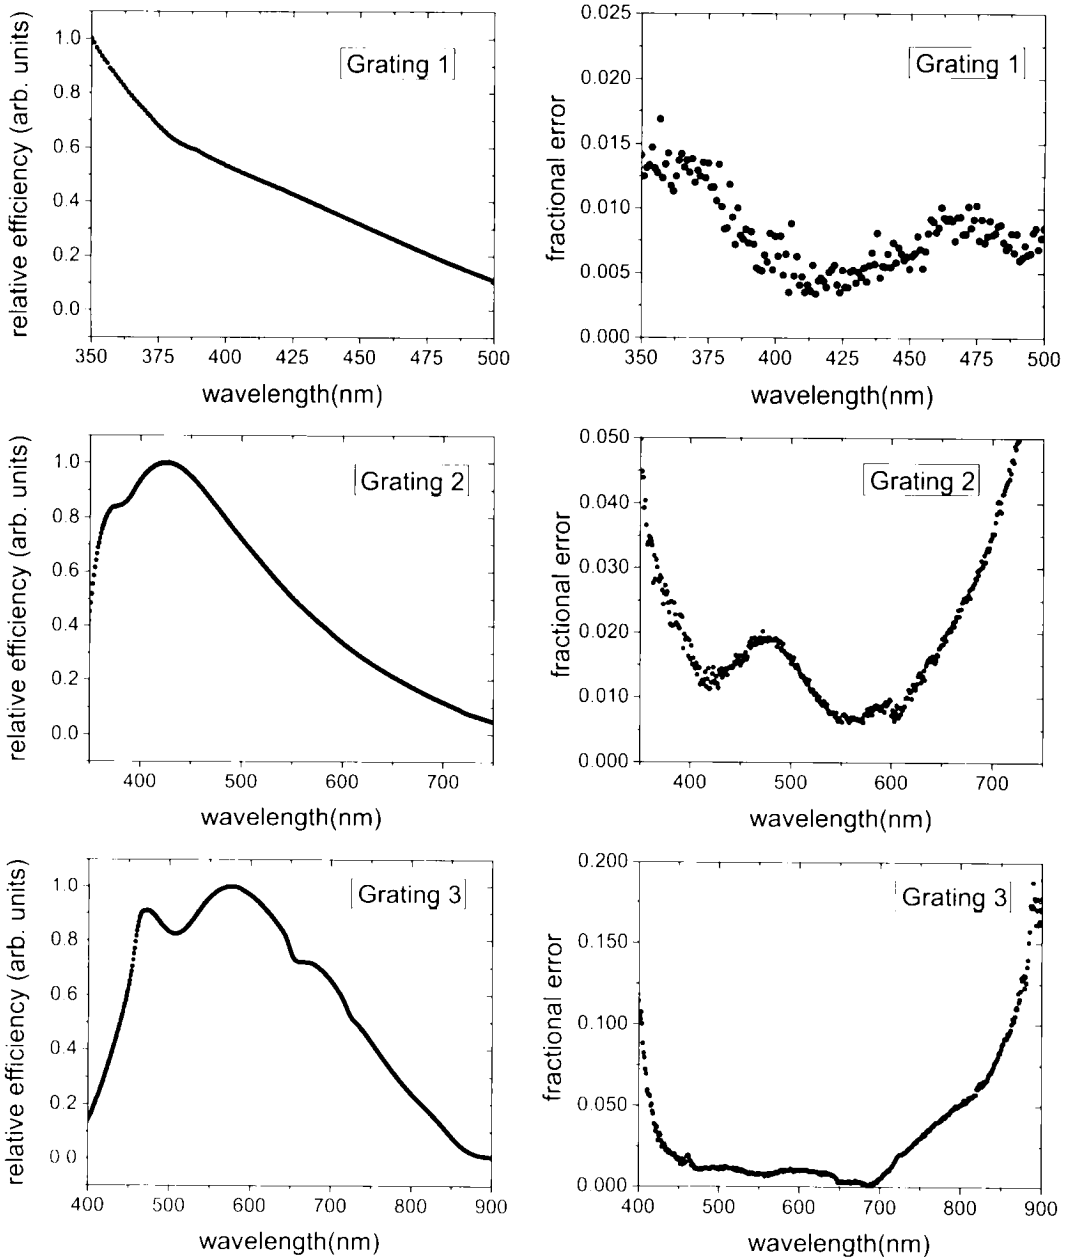 Grating 1
relative efficiency (arb. units)
1.0
0.8
0.6
0.4
0.2
0.0
350 375 400 425 450 475 500
wavelength(nm)
Grating 1
fractional error
0.025
0.020
0.015
0.010
0.005
0.000
350 375 400 425 450 475 500
wavelength(nm)
Grating 2
relative efficiency (arb. units)
1.0
0.8
0.6
0.4
0.2
0.0
400 500 600 700
wavelength(nm)
Grating 2
fractional error
0.050
0.040
0.030
0.020
0.010
0.000
400 500 600 700
wavelength(nm)
Grating 3
relative efficiency (arb. units)
1.0
0.8
0.6
0.4
0.2
0.0
400 500 600 700 800 900
wavelength(nm)
Grating 3
fractional error
0.200
0.150
0.100
0.050
0.000
400 500 600 700 800 900
wavelength(nm)